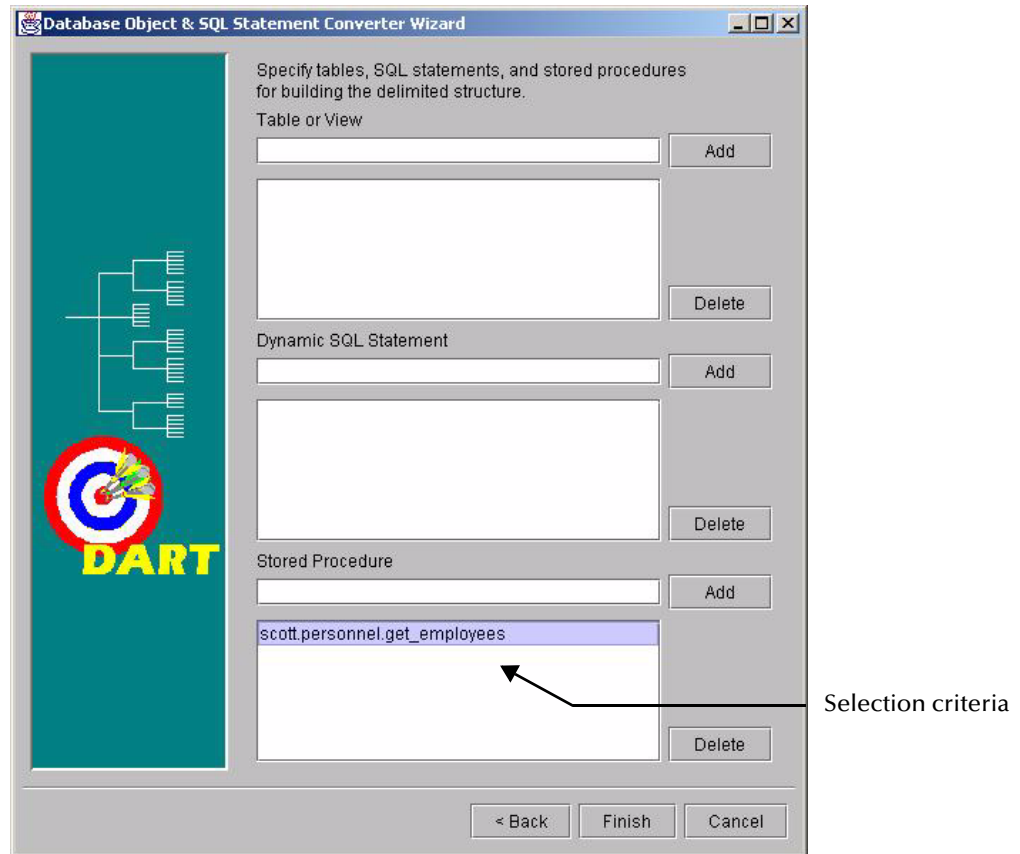 Database Object & SQL Statement Converter Wizard
Specify tables, SQL statements, and stored procedures
for building the delimited structure.
Table or View
Add
Delete
Dynamic SQL Statement
Add
Delete
DART
Stored Procedure
Add
scott.personnel.get_employees
Selection criteria
Delete
< Back
Finish
Cancel